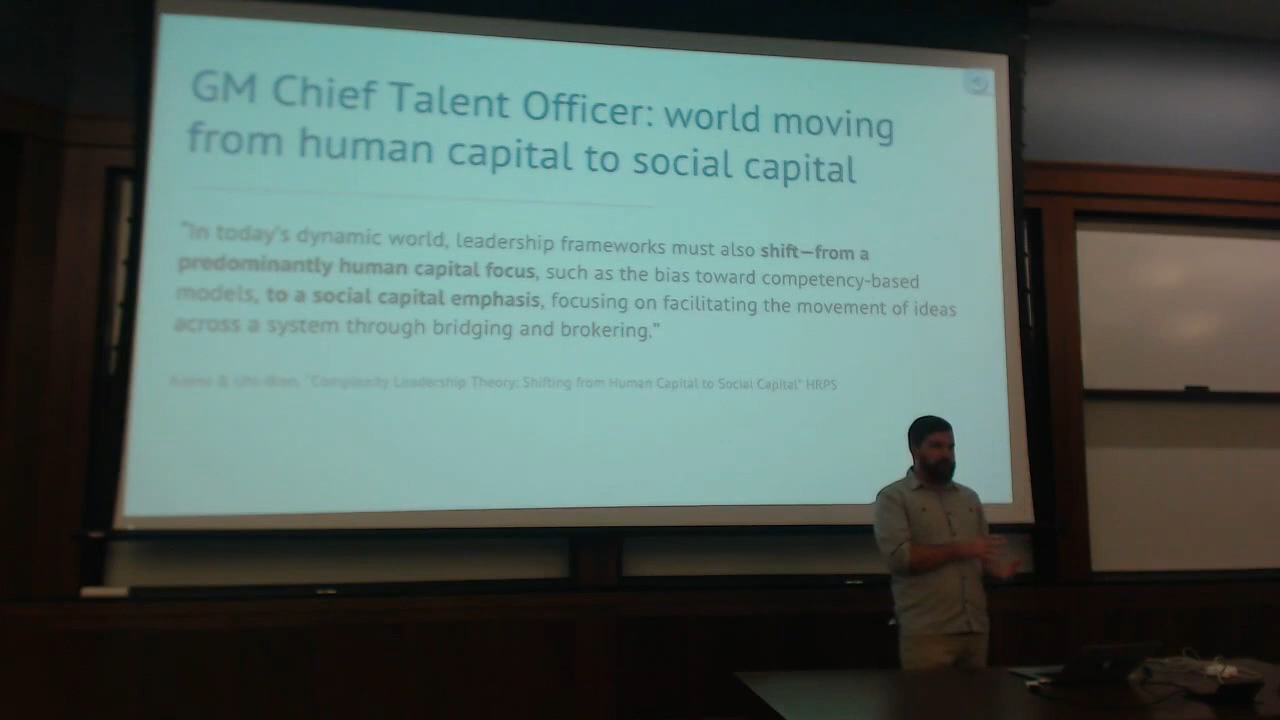 GM Chief Talent Officer: world moving
from human capital to social capital
"In today's dynamic world, leadership frameworks must also shift—from a
predominantly human capital focus, such as the bias toward competency-based
models, to a social capital emphasis, focusing on facilitating the movement of ideas
across a system through bridging and brokering."
"Complexity Leadership Theory: Shifting from Human Capital to Social Capital" HRPS